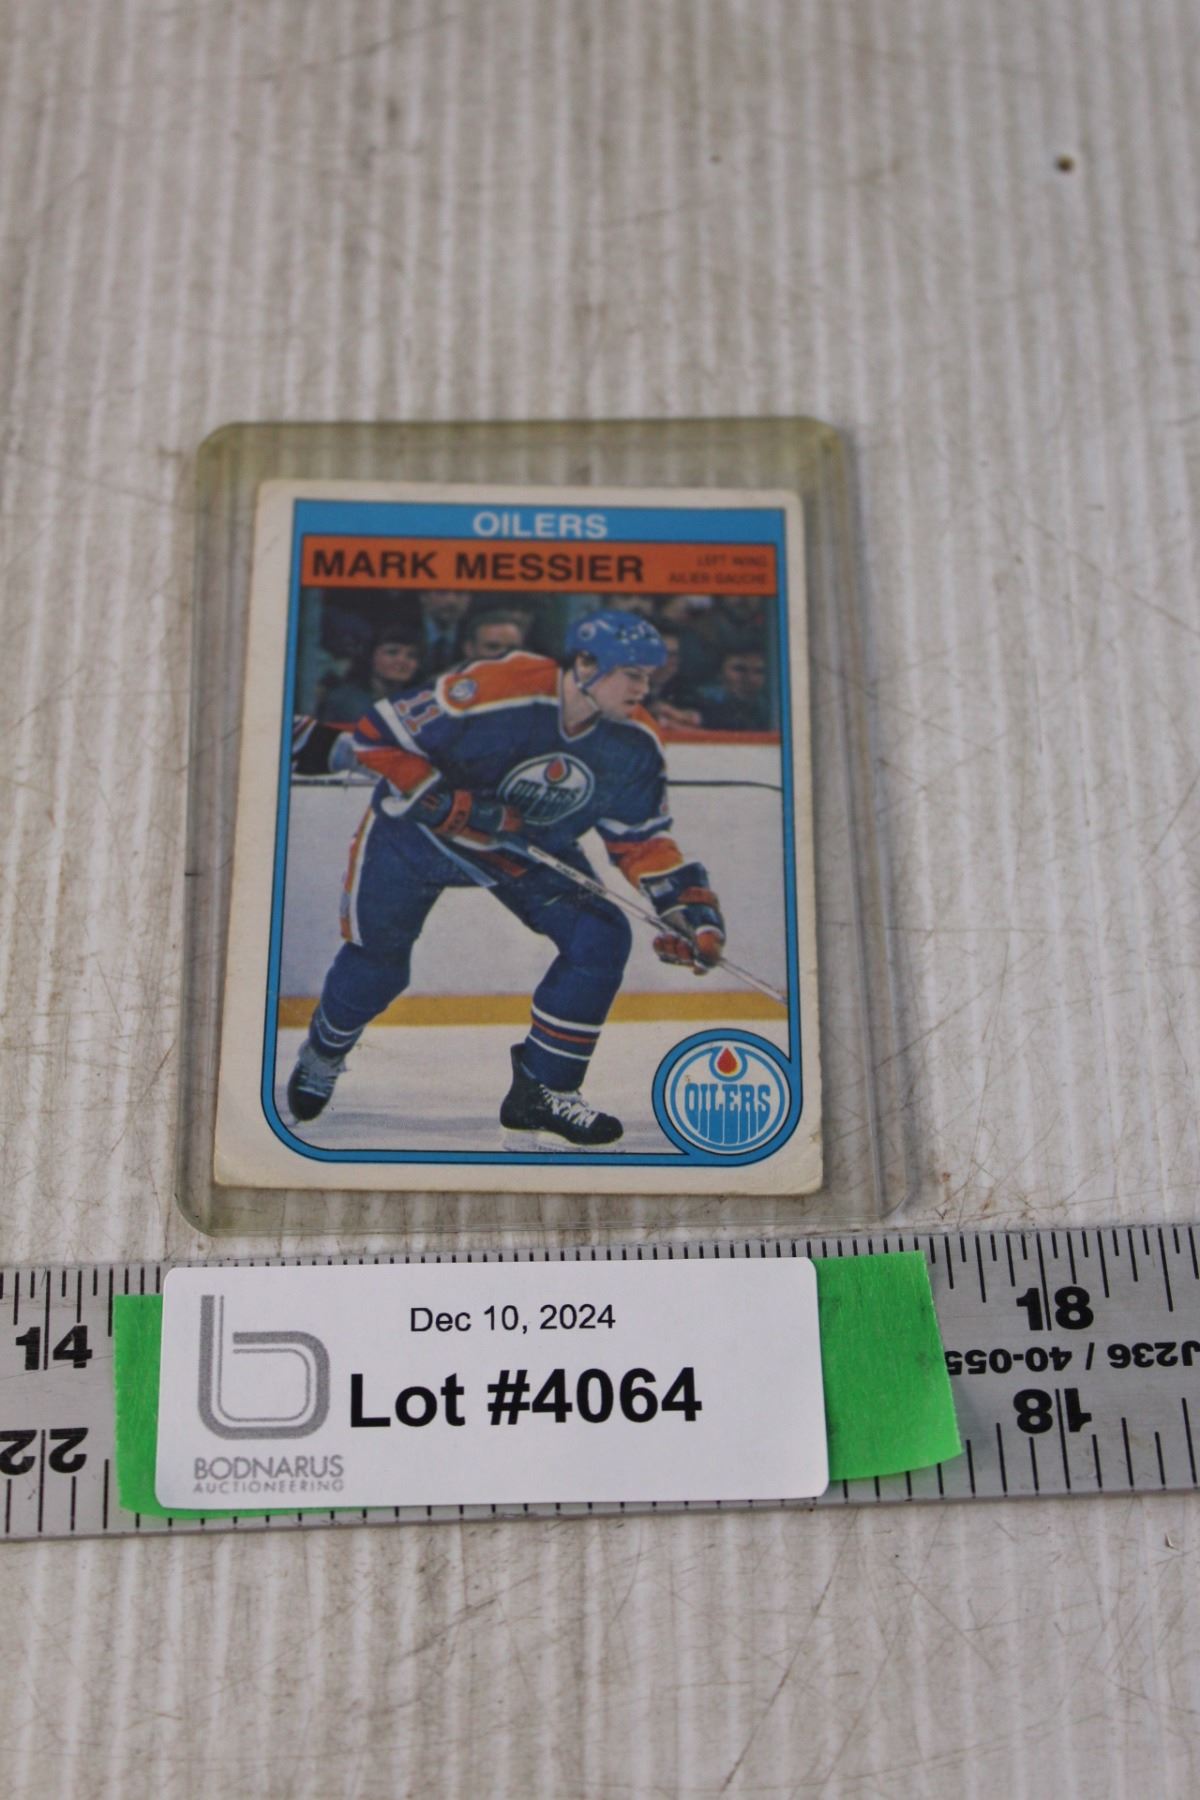 OILERS
MARK MESSIER
LEFT WING
AILIER GAUCHE
11
OILERS
OILERS
Dec 10, 2024
Lot #4064
BODNARUS
AUCTIONEERING
14
22
18
J236 / 40-055
18